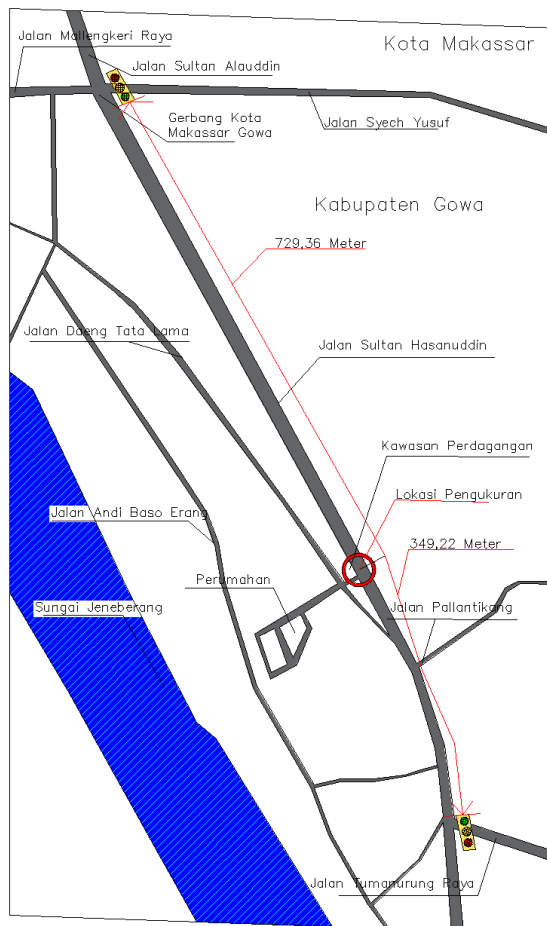 Kota Makassar
Jalan Mallengkeri Raya
Jalan Sultan Alauddin
Gerbang Kota
Makassar Gowa
Jalan Syech Yusuf
Kabupaten Gowa
729,36 Meter
Jalan Daeng Tata Lama
Jalan Sultan Hasanuddin
Kawasan Perdagangan
Lokasi Pengukuran
Jalan Andi Baso Erang
349,22 Meter
Perumahan
Sungai Jeneberang
Jalan Pallantikang
Jalan Tumanurung Raya